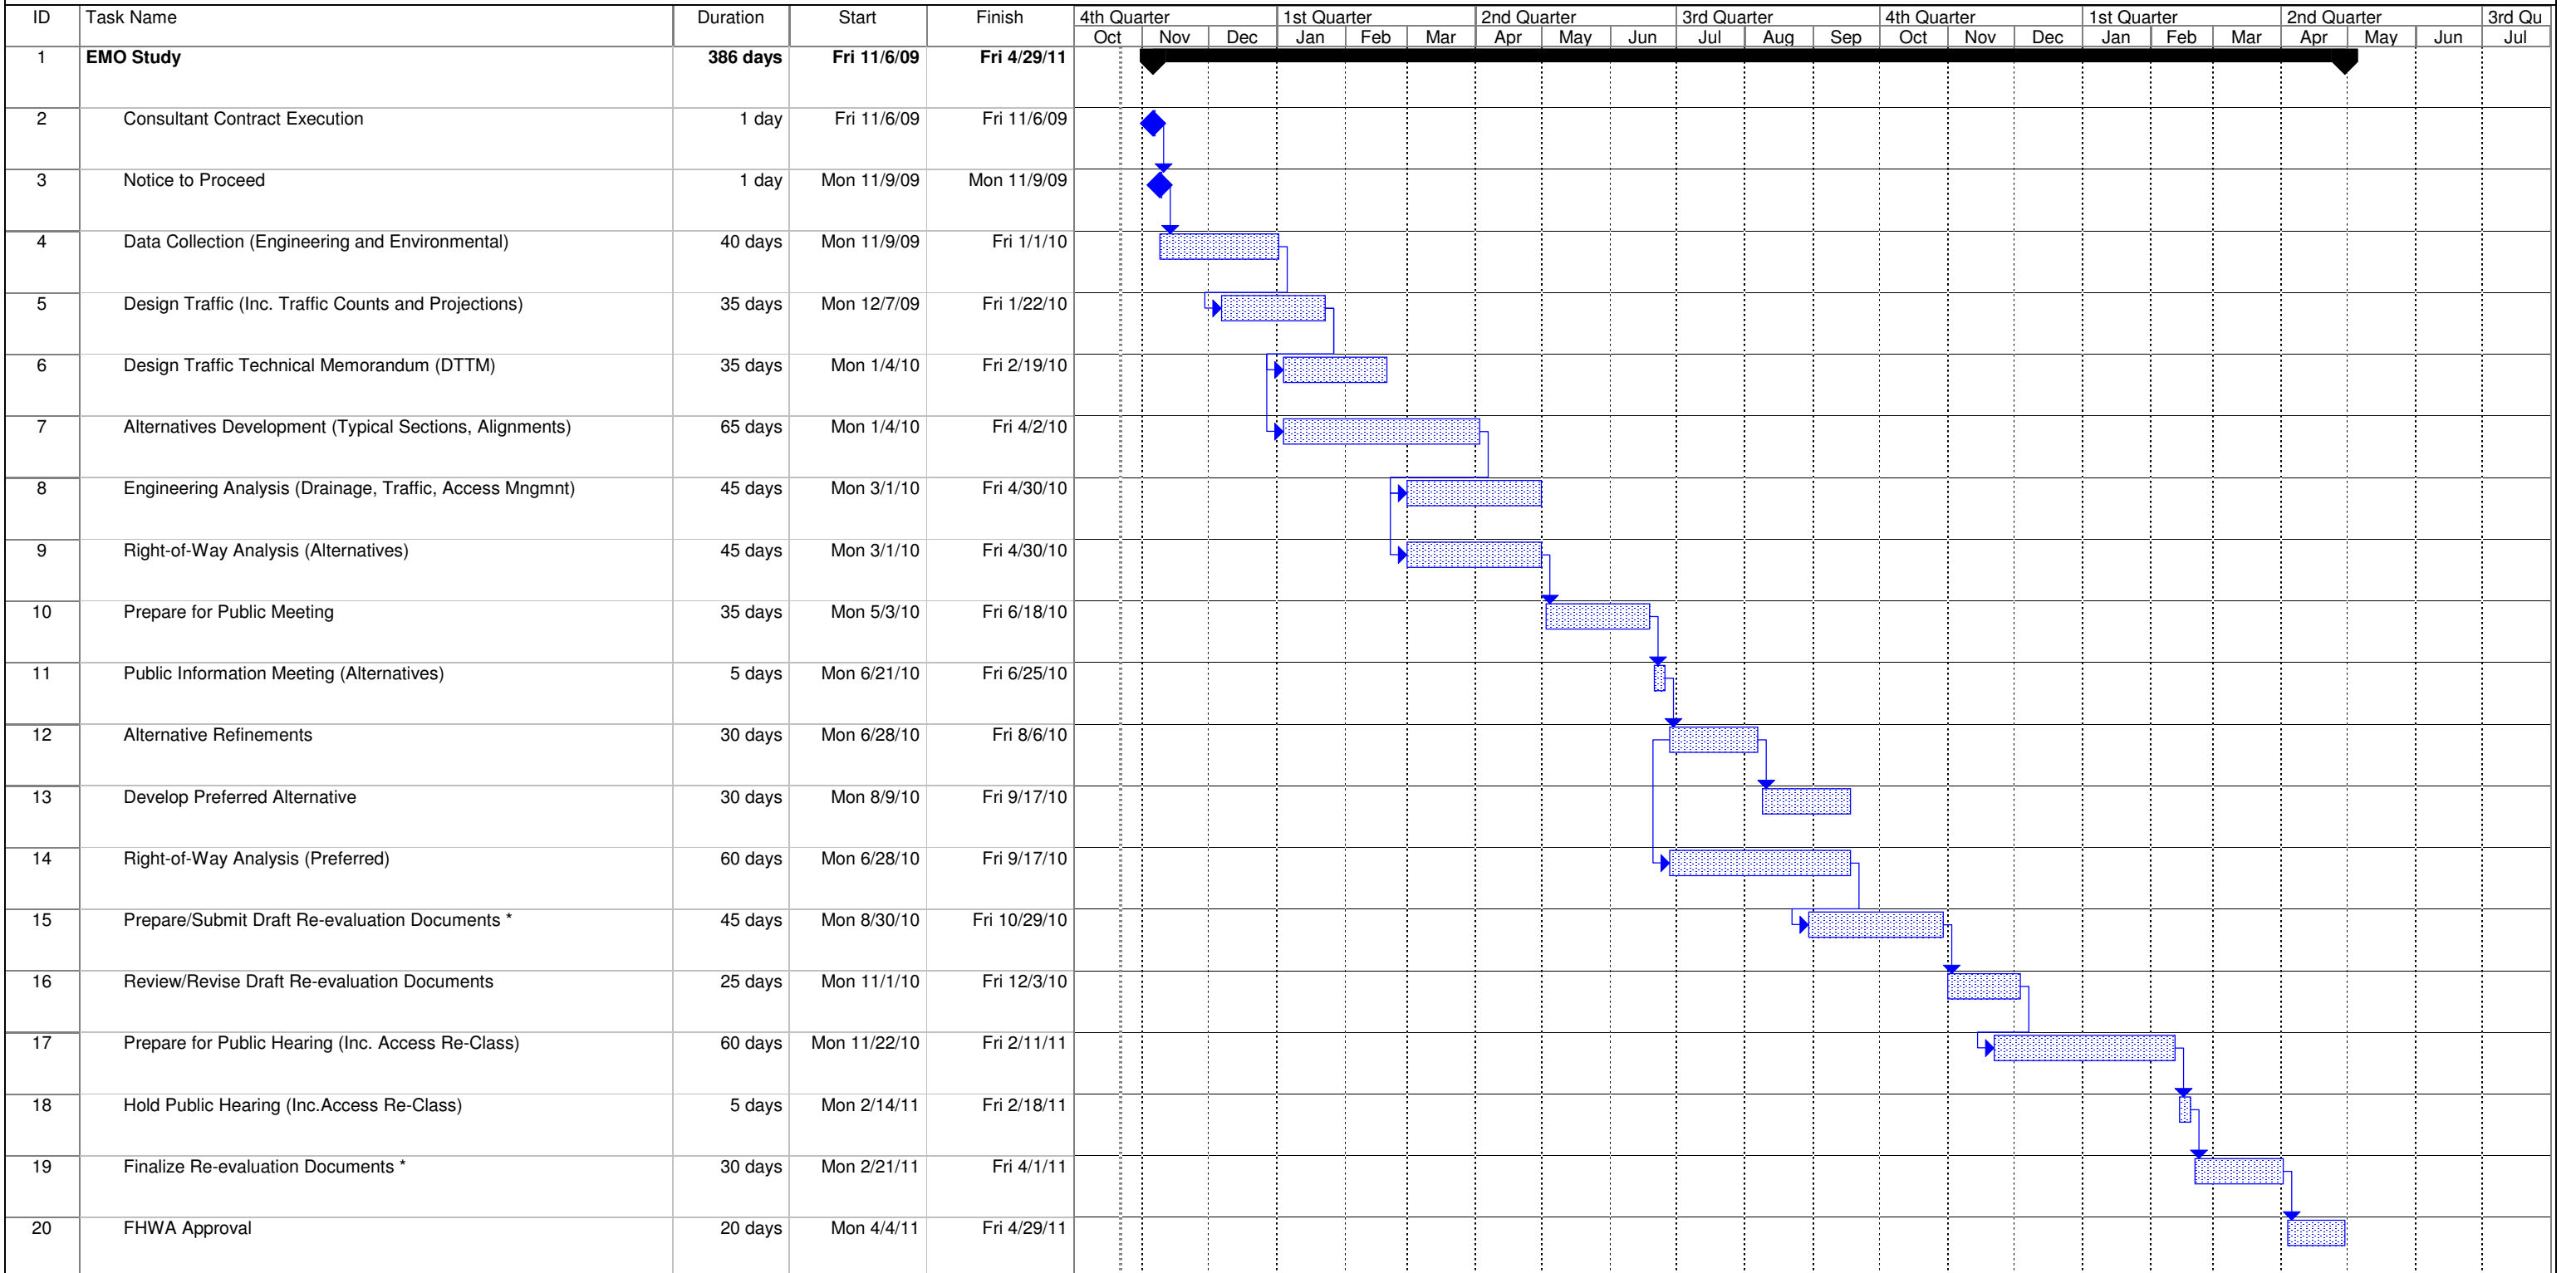 ID Task Name Duration Start Finish 4th Quarter 1st Quarter 2nd Quarter 3rd Quarter 4th Quarter 1st Quarter 2nd Quarter 3rd Qu
Oct Nov Dec Jan Feb Mar Apr May Jun Jul Aug Sep Oct Nov Dec Jan Feb Mar Apr May Jun Jul
1 EMO Study 386 days Fri 11/6/09 Fri 4/29/11
2 Consultant Contract Execution 1 day Fri 11/6/09 Fri 11/6/09
3 Notice to Proceed 1 day Mon 11/9/09 Mon 11/9/09
4 Data Collection (Engineering and Environmental) 40 days Mon 11/9/09 Fri 1/1/10
5 Design Traffic (Inc. Traffic Counts and Projections) 35 days Mon 12/7/09 Fri 1/22/10
6 Design Traffic Technical Memorandum (DTTM) 35 days Mon 1/4/10 Fri 2/19/10
7 Alternatives Development (Typical Sections, Alignments) 65 days Mon 1/4/10 Fri 4/2/10
8 Engineering Analysis (Drainage, Traffic, Access Mngmnt) 45 days Mon 3/1/10 Fri 4/30/10
9 Right-of-Way Analysis (Alternatives) 45 days Mon 3/1/10 Fri 4/30/10
10 Prepare for Public Meeting 35 days Mon 5/3/10 Fri 6/18/10
11 Public Information Meeting (Alternatives) 5 days Mon 6/21/10 Fri 6/25/10
12 Alternative Refinements 30 days Mon 6/28/10 Fri 8/6/10
13 Develop Preferred Alternative 30 days Mon 8/9/10 Fri 9/17/10
14 Right-of-Way Analysis (Preferred) 60 days Mon 6/28/10 Fri 9/17/10
15 Prepare/Submit Draft Re-evaluation Documents * 45 days Mon 8/30/10 Fri 10/29/10
16 Review/Revise Draft Re-evaluation Documents 25 days Mon 11/1/10 Fri 12/3/10
17 Prepare for Public Hearing (Inc. Access Re-Class) 60 days Mon 11/22/10 Fri 2/11/11
18 Hold Public Hearing (Inc.Access Re-Class) 5 days Mon 2/14/11 Fri 2/18/11
19 Finalize Re-evaluation Documents * 30 days Mon 2/21/11 Fri 4/1/11
20 FHWA Approval 20 days Mon 4/4/11 Fri 4/29/11